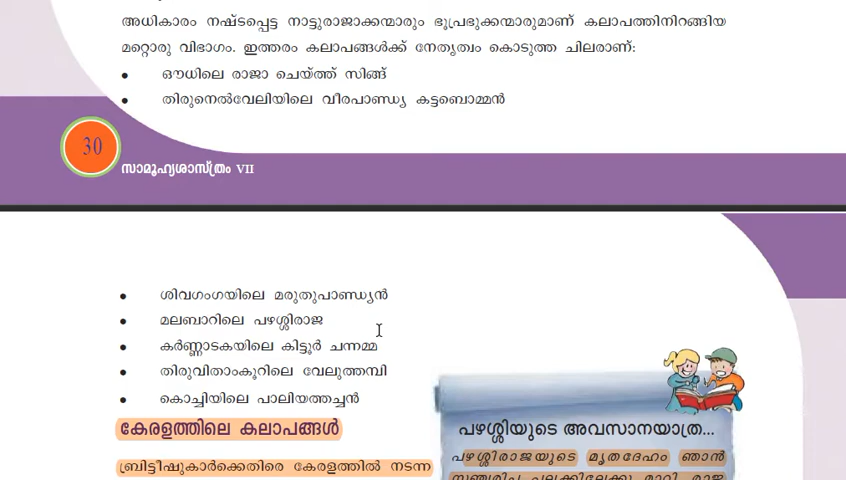 അധികാരം നഷ്ടപ്പെട്ട നാട്ടുരാജാക്കന്മാരും ഭൂപ്രഭുക്കന്മാരുമാണ് കലാപത്തിനിറങ്ങിയ
മറ്റൊരു വിഭാഗം. ഇത്തരം കലാപങ്ങൾക്ക് നേതൃത്വം കൊടുത്ത ചിലരാണ്:
• ഔധിലെ രാജാ ചെയ്ത്ത് സിങ്ങ്
• തിരുനെൽവേലിയിലെ വീരപാണ്ഡ്യ കട്ടബൊമ്മൻ
30
സാമൂഹ്യശാസ്ത്രം VII
• ശിവഗംഗയിലെ മരുതുപാണ്ഡ്യൻ
• മലബാറിലെ പഴശ്ശിരാജ
• കർണ്ണാടകയിലെ കിട്ടൂർ ചന്നമ്മ
• തിരുവിതാംകൂറിലെ വേലുത്തമ്പി
• കൊച്ചിയിലെ പാലിയത്തച്ചൻ
കേരളത്തിലെ കലാപങ്ങൾ
ബ്രിട്ടീഷുകാർക്കെതിരെ കേരളത്തിൽ നടന്ന
പഴശ്ശിയുടെ അവസാനയാത്ര...
പഴശ്ശിരാജയുടെ മൃതദേഹം ഞാൻ